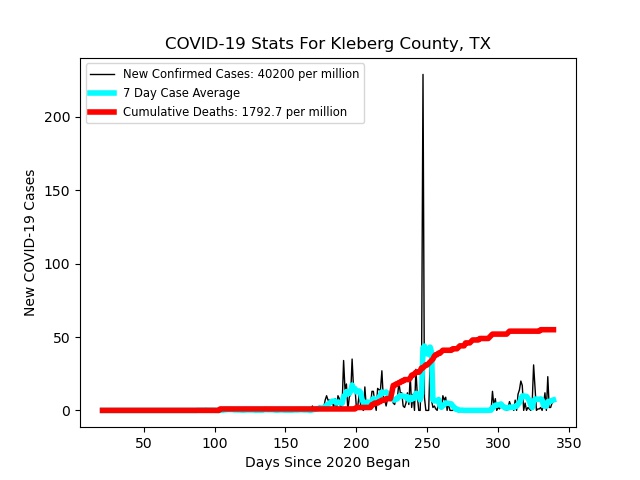 COVID-19 Stats For Kleberg County, TX
New Confirmed Cases: 40200 per million
7 Day Case Average
Cumulative Deaths: 1792.7 per million
New COVID-19 Cases
200
150
100
50
0
50 100 150 200 250 300 350
Days Since 2020 Began